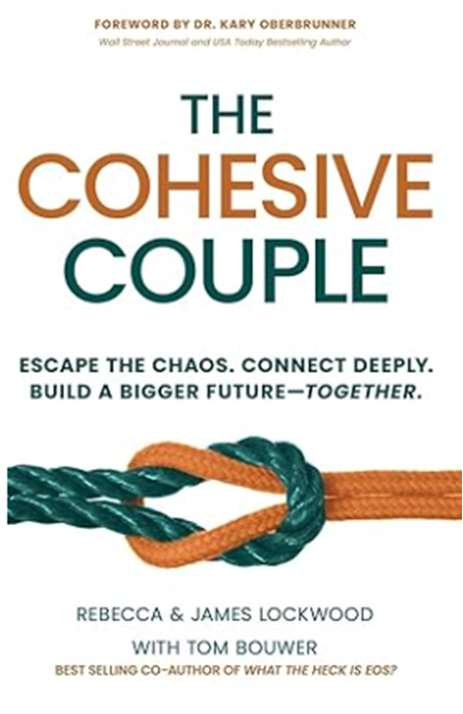 FOREWORD BY DR. KARY OBERBRUNNER
Wall Street Journal and USA Today Bestselling Author
THE
COHESIVE
COUPLE
ESCAPE THE CHAOS. CONNECT DEEPLY.
BUILD A BIGGER FUTURE—TOGETHER.
REBECCA & JAMES LOCKWOOD
WITH TOM BOUWER
BEST SELLING CO-AUTHOR OF WHAT THE HECK IS EOS?